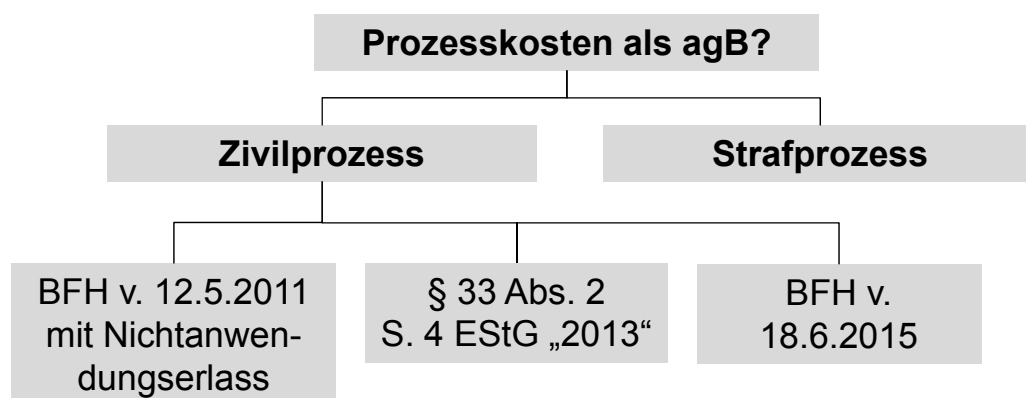 Prozesskosten als agB?
Zivilprozess
Strafprozess
BFH v. 12.5.2011
mit Nichtanwen-
dungserlass
§ 33 Abs. 2
S. 4 EStG „2013“
BFH v.
18.6.2015